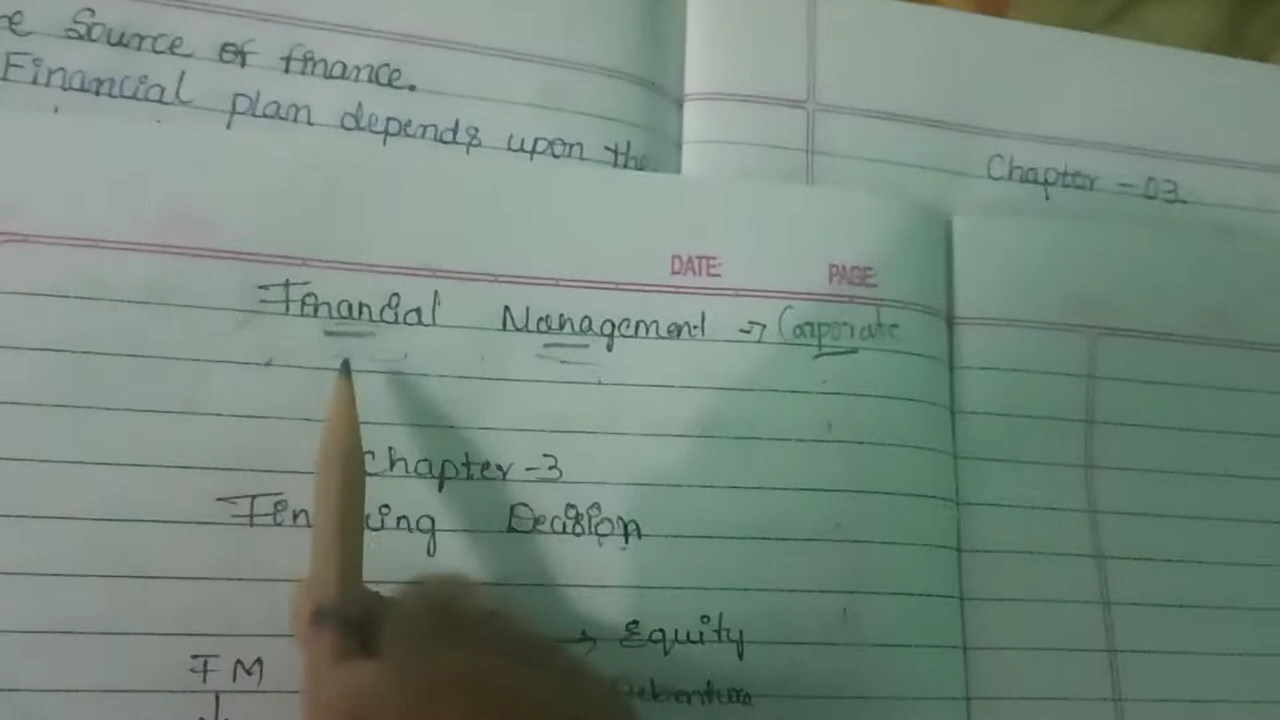 e Source of finance.
Financial plan depends upon the
Chapter - 03
DATE: PAGE:
Financial Management → Corporate
Chapter -3
Decision
→ Equity
FM
Debenture